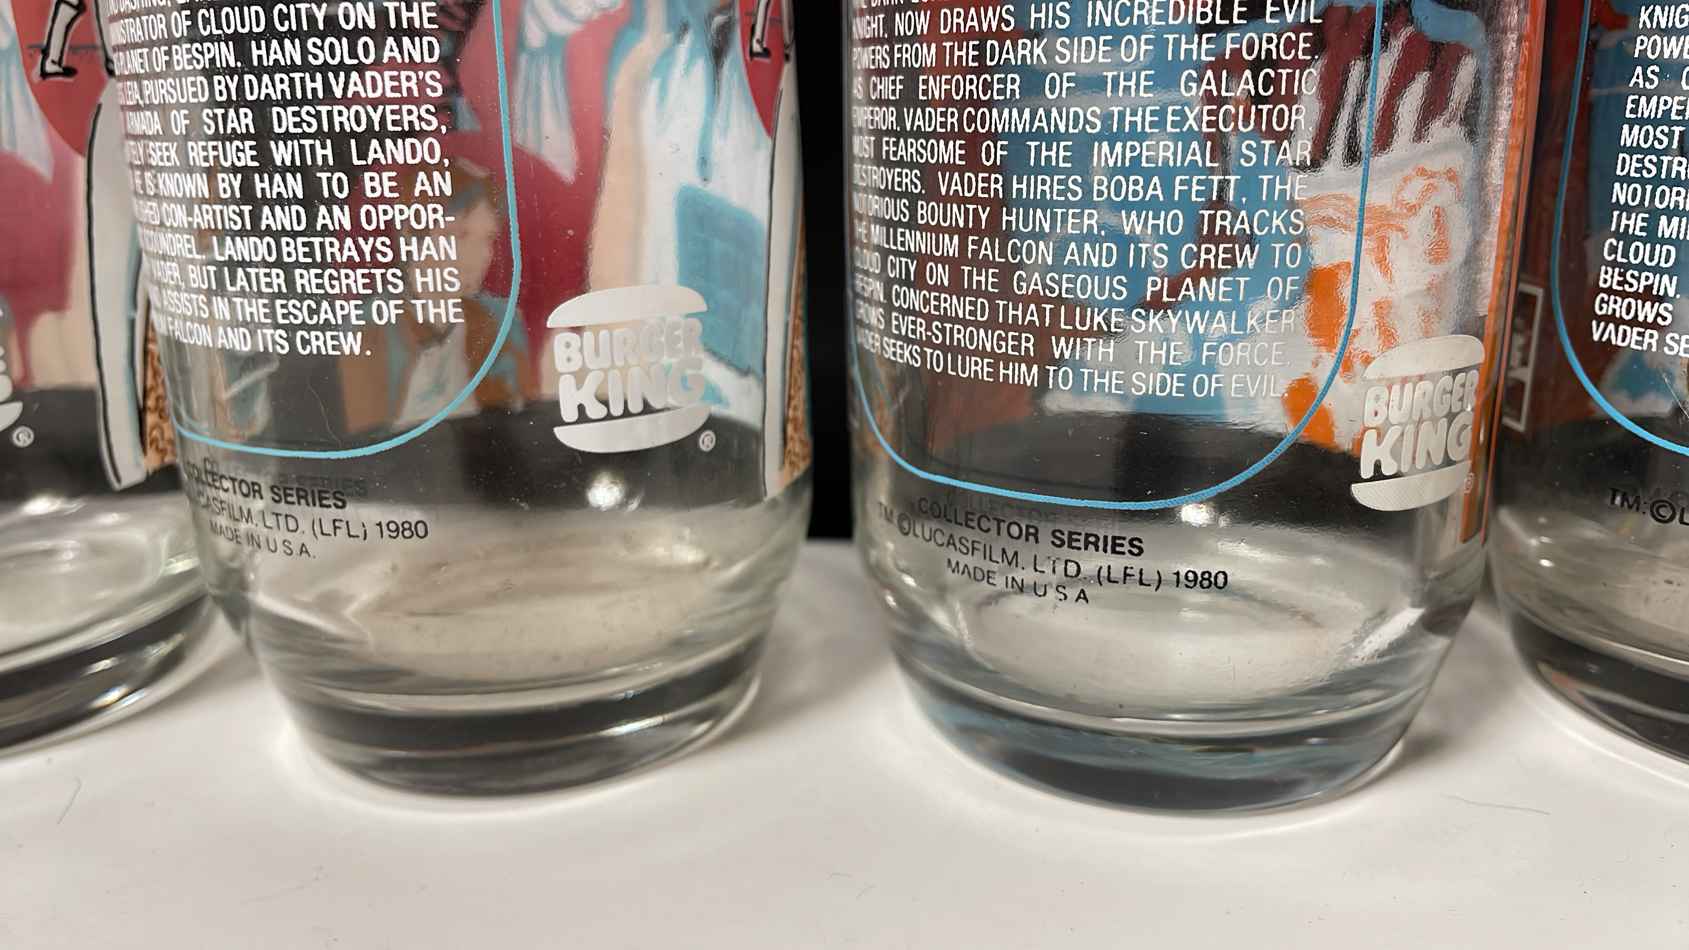 STRATOR OF CLOUD CITY ON THE
PLANET OF BESPIN. HAN SOLO AND
PURSUED BY DARTH VADER'S
OF STAR DESTROYERS,
SEEK REFUGE WITH LANDO,
IS KNOWN BY HAN TO BE AN
CON-ARTIST AND AN OPPOR-
LANDO BETRAYS HAN
VADER, BUT LATER REGRETS HIS
ASSISTS IN THE ESCAPE OF THE
FALCON AND ITS CREW.
BURGER
KING
®
COLLECTOR SERIES
LTD. (LFL) 1980
MADE IN U.S.A.
KNIGHT, NOW DRAWS HIS INCREDIBLE EVIL
POWERS FROM THE DARK SIDE OF THE FORCE.
AS CHIEF ENFORCER OF THE GALACTIC
EMPEROR, VADER COMMANDS THE EXECUTOR,
MOST FEARSOME OF THE IMPERIAL STAR
DESTROYERS. VADER HIRES BOBA FETT, THE
NOTORIOUS BOUNTY HUNTER, WHO TRACKS
THE MILLENNIUM FALCON AND ITS CREW TO
CLOUD CITY ON THE GASEOUS PLANET OF
BESPIN. CONCERNED THAT LUKE SKYWALKER
GROWS EVER-STRONGER WITH THE FORCE,
VADER SEEKS TO LURE HIM TO THE SIDE OF EVIL.
BURGER
KING
®
COLLECTOR SERIES
TM: ©LUCASFILM, LTD. (LFL) 1980
MADE IN U S A
KNIG
POWE
AS
EMPE
MOST
DESTR
NOTOR
THE MI
CLOUD
BESPIN.
GROWS
VADER SE
TM: ©L
®